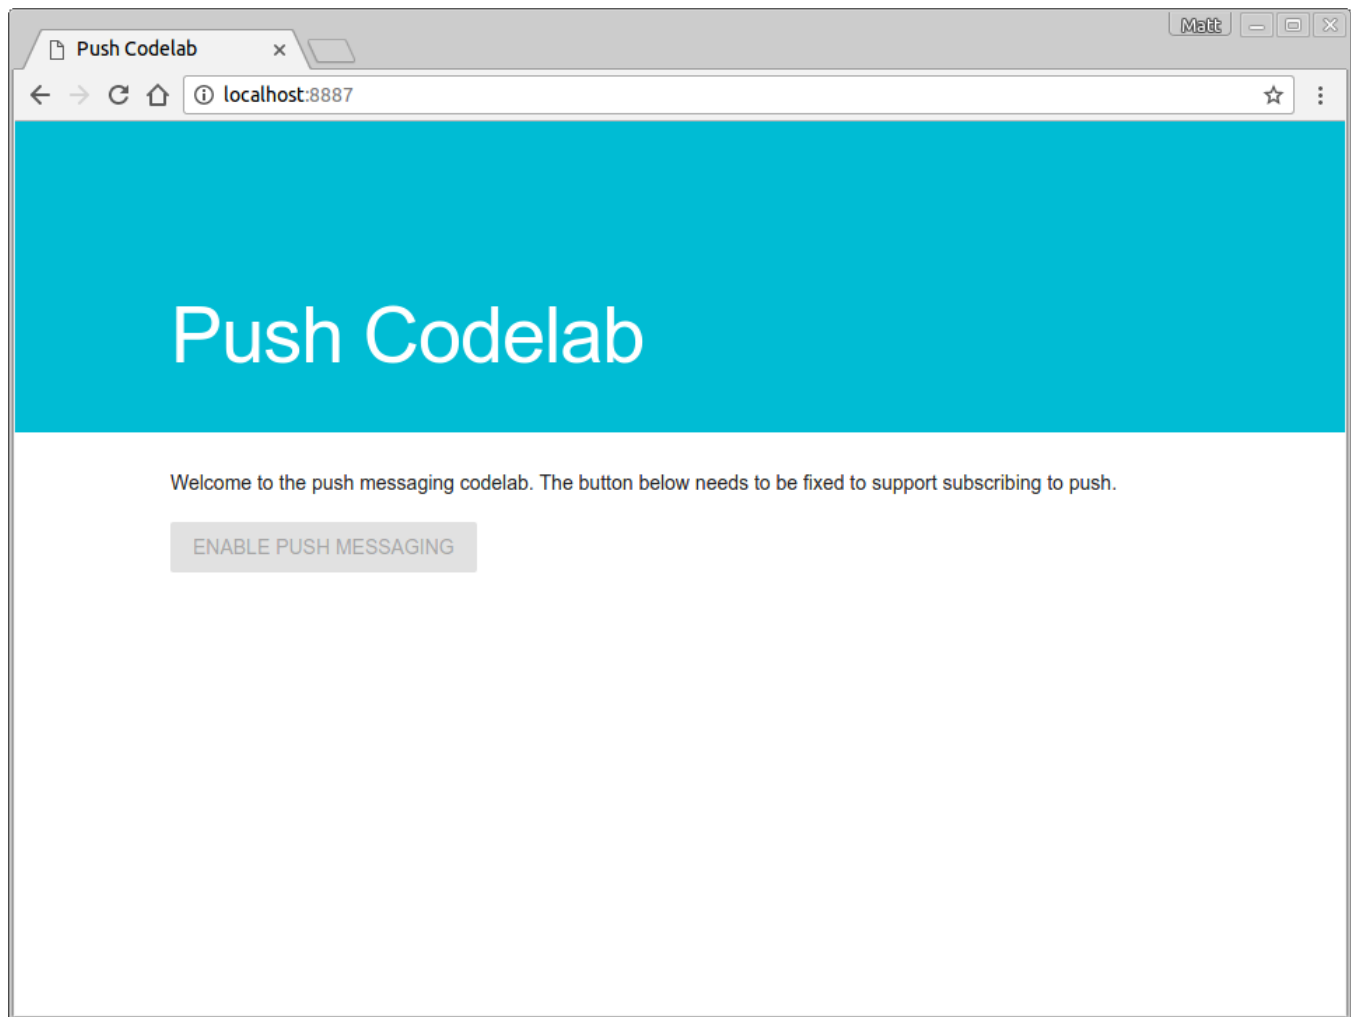 Matt
Push Codelab
localhost:8887
Push Codelab
Welcome to the push messaging codelab. The button below needs to be fixed to support subscribing to push.
ENABLE PUSH MESSAGING